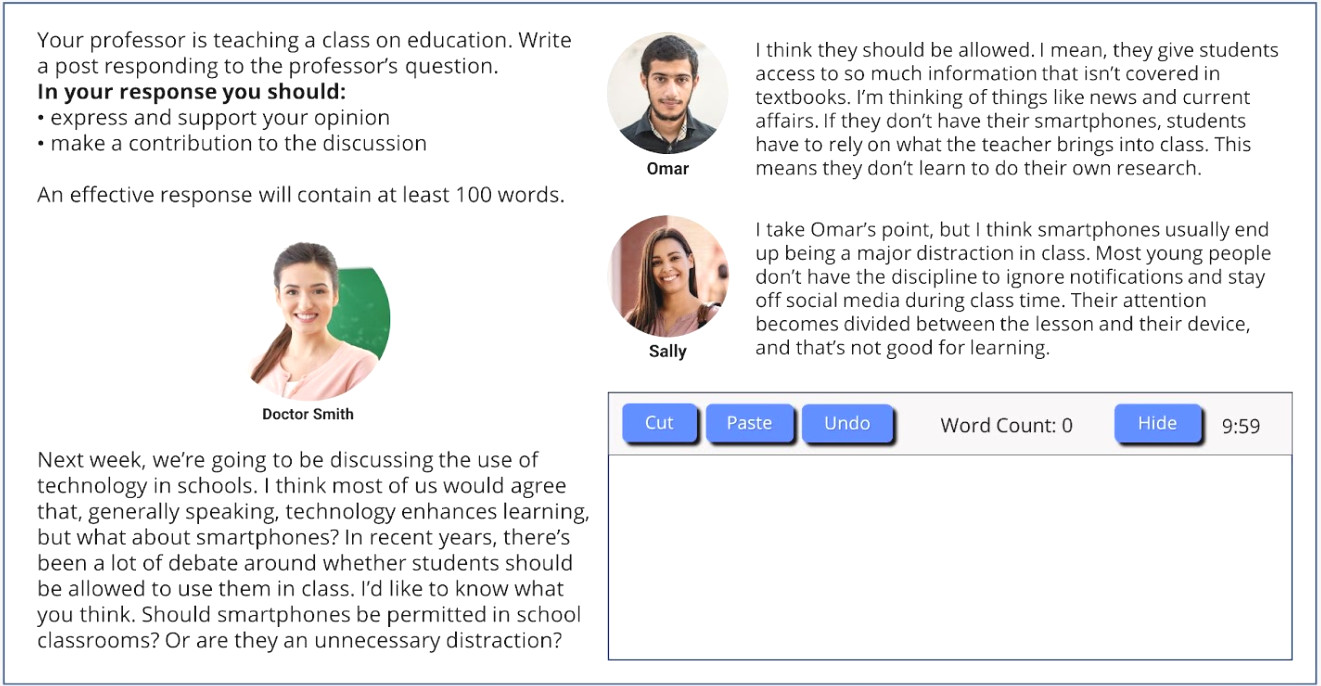 Your professor is teaching a class on education. Write
a post responding to the professor's question.
In your response you should:
• express and support your opinion
• make a contribution to the discussion
An effective response will contain at least 100 words.
Doctor Smith
Next week, we're going to be discussing the use of
technology in schools. I think most of us would agree
that, generally speaking, technology enhances learning,
but what about smartphones? In recent years, there's
been a lot of debate around whether students should
be allowed to use them in class. I'd like to know what
you think. Should smartphones be permitted in school
classrooms? Or are they an unnecessary distraction?
Omar
I think they should be allowed. I mean, they give students
access to so much information that isn't covered in
textbooks. I'm thinking of things like news and current
affairs. If they don't have their smartphones, students
have to rely on what the teacher brings into class. This
means they don't learn to do their own research.
Sally
I take Omar's point, but I think smartphones usually end
up being a major distraction in class. Most young people
don't have the discipline to ignore notifications and stay
off social media during class time. Their attention
becomes divided between the lesson and their device,
and that's not good for learning.
Cut Paste Undo Word Count: 0 Hide 9:59